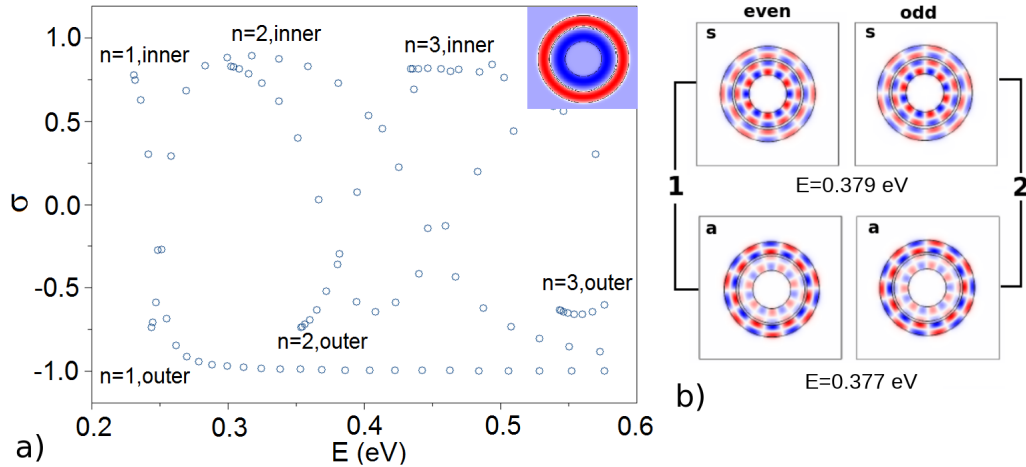 n=1,inner
n=2,inner
n=3,inner
n=1,outer
n=2,outer
n=3,outer
σ
1.0
0.5
0.0
-0.5
-1.0
0.2
0.3
0.4
0.5
0.6
E (eV)
a)
even
odd
s
s
1
2
E=0.379 eV
a
a
E=0.377 eV
b)